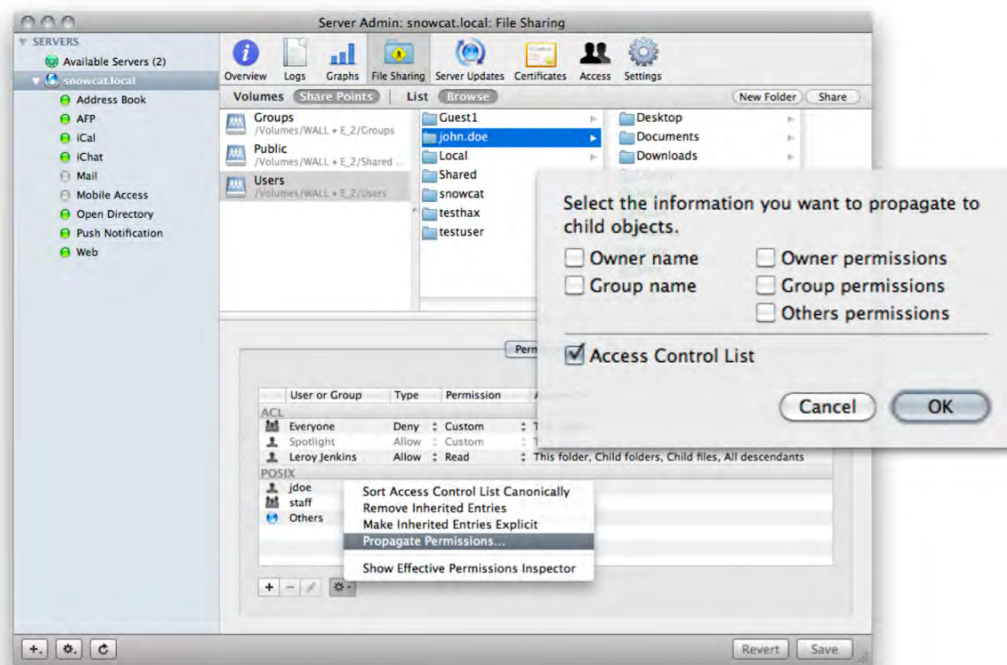 Server Admin: snowcat.local: File Sharing
SERVERS
Available Servers (2)
snowcat.local
Address Book
AFP
iCal
iChat
Mail
Mobile Access
Open Directory
Push Notification
Web
Overview Logs Graphs File Sharing Server Updates Certificates Access Settings
Volumes Share Points List Browse New Folder Share
Groups
/Volumes/WALL • E_2/Groups
Public
/Volumes/WALL • E_2/Shared ...
Users
/Volumes/WALL • E_2/Users
Guest1
john.doe
Local
Shared
snowcat
testhax
testuser
Desktop
Documents
Downloads
Select the information you want to propagate to
child objects.
Owner name Owner permissions
Group name Group permissions
Others permissions
Access Control List
Cancel OK
User or Group Type Permission
ACL
Everyone Deny Custom
Spotlight Allow Custom
Leroy Jenkins Allow Read This folder, Child folders, Child files, All descendants
POSIX
jdoe
staff
Others
Sort Access Control List Canonically
Remove Inherited Entries
Make Inherited Entries Explicit
Propagate Permissions...
Show Effective Permissions Inspector
Revert Save